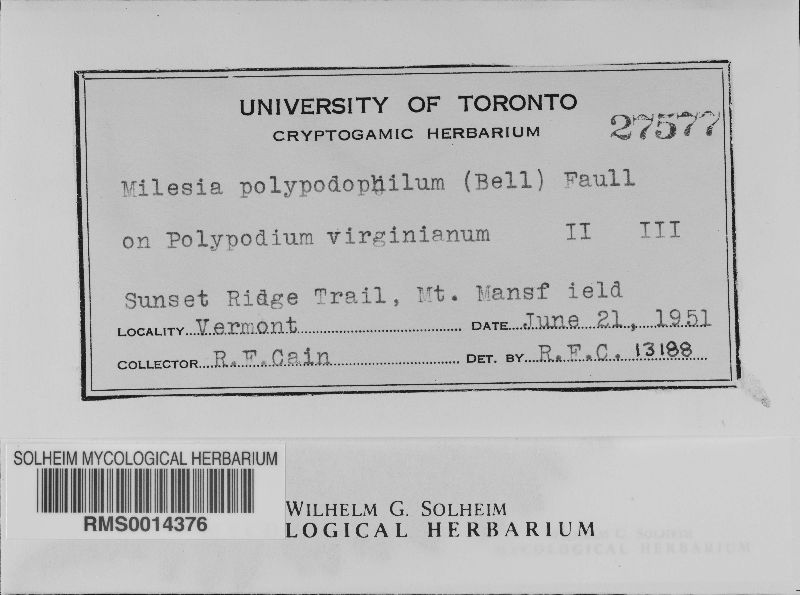 UNIVERSITY OF TORONTO
CRYPTOGAMIC HERBARIUM
27577
Milesia polypodophilum (Bell) Faull
on Polypodium virginianum II III
Sunset Ridge Trail, Mt. Mansf ield
LOCALITY Vermont DATE June 21, 1951
COLLECTOR R.F.Cain DET. BY R.F.C. 13188
SOLHEIM MYCOLOGICAL HERBARIUM
RMS0014376
WILHELM G. SOLHEIM
LOGICAL HERBARIUM